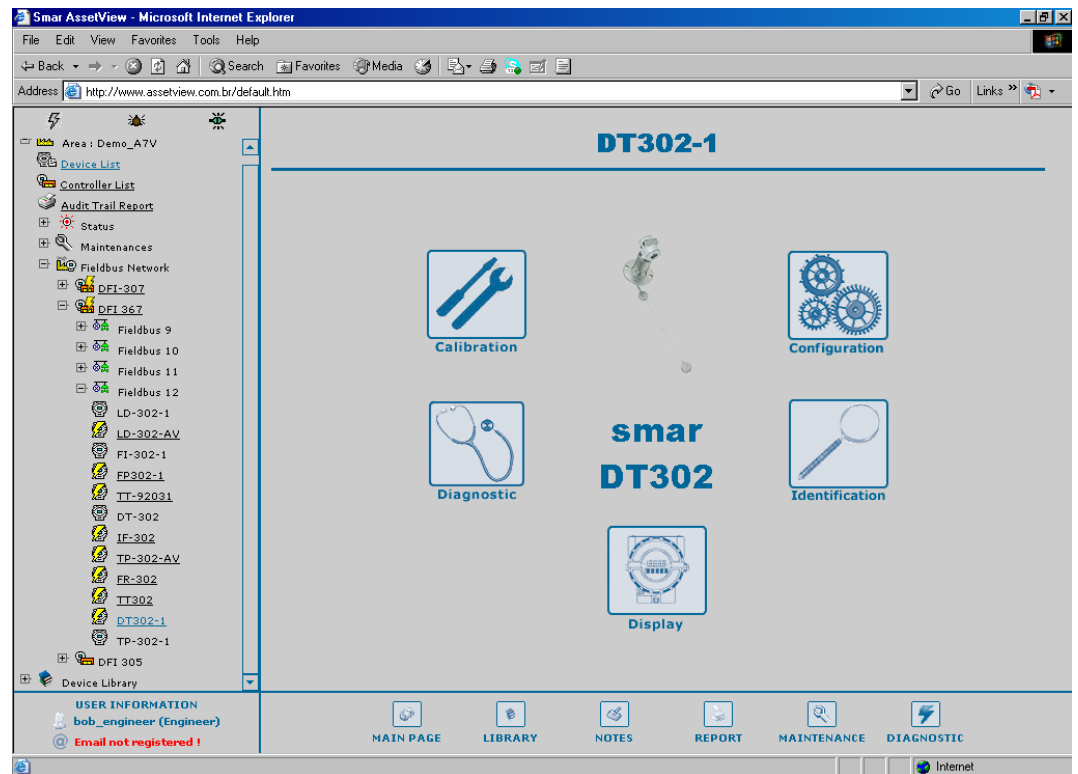 Smar AssetView - Microsoft Internet Explorer
File Edit View Favorites Tools Help
Back Search Favorites Media
Address http://www.assetview.com.br/default.htm Go Links »
Area : Demo_A7V
Device List
Controller List
Audit Trail Report
Status
Maintenances
Fieldbus Network
DFI-307
DFI 367
Fieldbus 9
Fieldbus 10
Fieldbus 11
Fieldbus 12
LD-302-1
LD-302-AV
FI-302-1
FP302-1
TT-92031
DT-302
IF-302
TP-302-AV
FR-302
TT302
DT302-1
TP-302-1
DFI 305
Device Library
USER INFORMATION
bob_engineer (Engineer)
@ Email not registered !
DT302-1
Calibration
Configuration
Diagnostic
smar
DT302
Identification
Display
MAIN PAGE LIBRARY NOTES REPORT MAINTENANCE DIAGNOSTIC
Internet